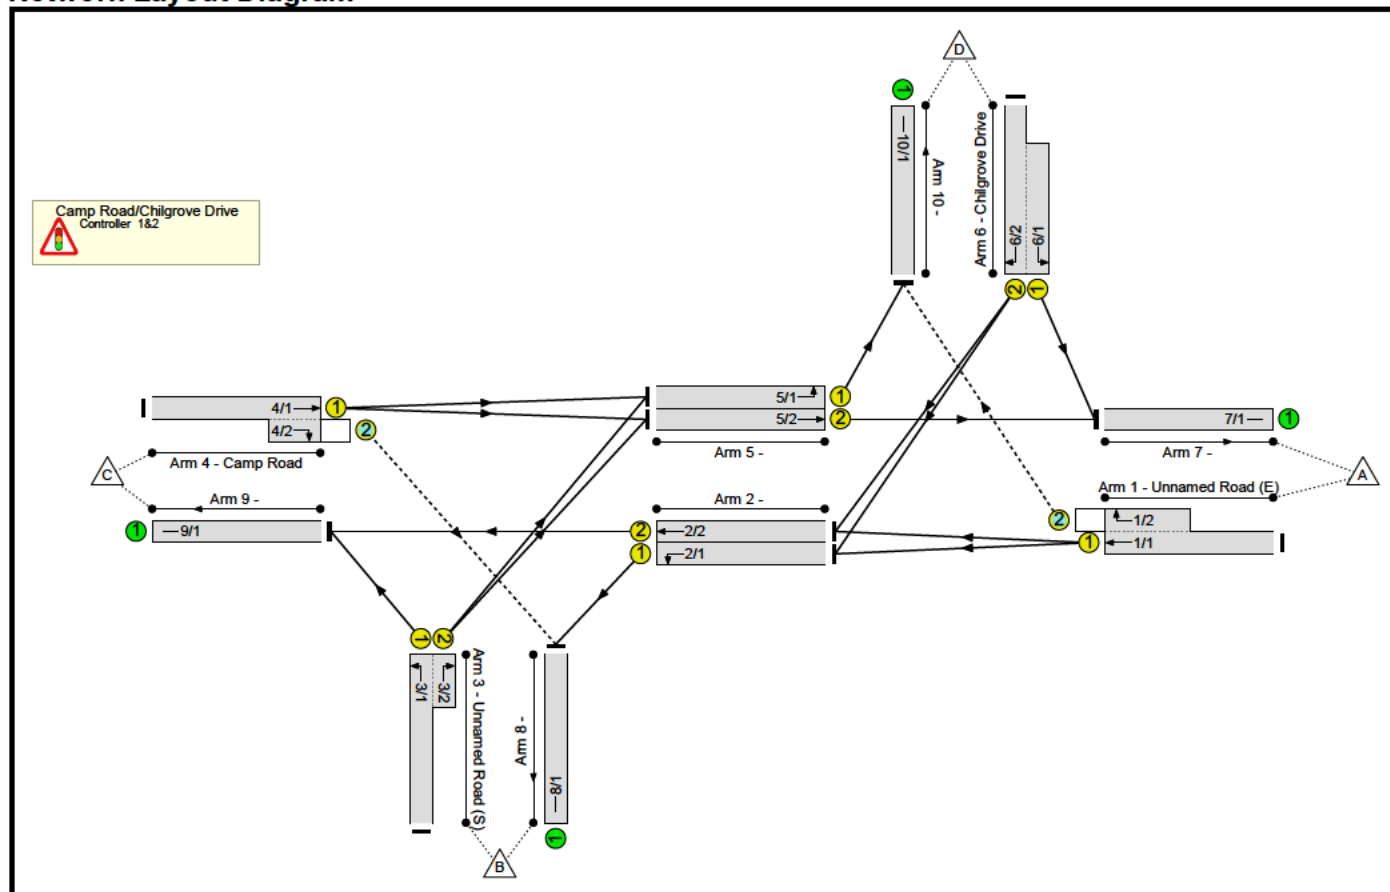 Network Layout Diagram
D
1
10/1
Arm 10 -
Arm 6 - Chilgrove Drive
6/2
6/1
2
1
Camp Road/Chilgrove Drive
Controller 1&2
4/1
1
4/2
2
Arm 4 - Camp Road
C
Arm 9 -
1
9/1
5/1
1
5/2
2
Arm 5 -
Arm 2 -
2
2/2
1
2/1
7/1
1
Arm 7 -
A
Arm 1 - Unnamed Road (E)
2
1/2
1
1/1
1
2
3/1
3/2
Arm 3 - Unnamed Road (S)
Arm 8 -
8/1
1
B